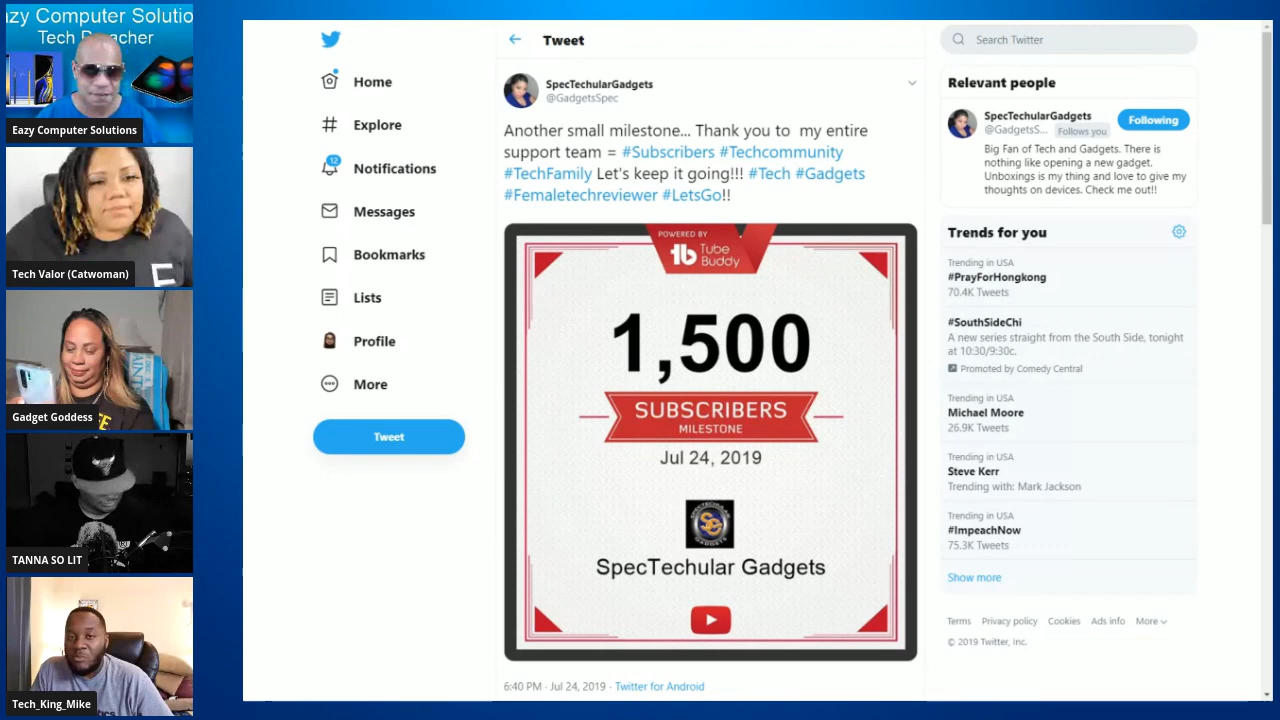 azy Computer Solutio
Tech
Eazy Computer Solutions
Tech Valor (Catwoman)
Gadget Goddess
TANNA SO LIT
Tech_King_Mike
Home
Explore
12
Notifications
Messages
Bookmarks
Lists
Profile
More
Tweet
Tweet
SpecTechularGadgets
@GadgetsSpec
Another small milestone... Thank you to my entire
support team = #Subscribers #Techcommunity
#TechFamily Let's keep it going!!! #Tech #Gadgets
#Femaletechreviewer #LetsGo!!
POWERED BY
tb Tube
Buddy
1,500
SUBSCRIBERS
MILESTONE
Jul 24, 2019
SpecTechular Gadgets
6:40 PM · Jul 24, 2019 · Twitter for Android
Search Twitter
Relevant people
SpecTechularGadgets
@GadgetsS... Follows you
Following
Big Fan of Tech and Gadgets. There is
nothing like opening a new gadget.
Unboxings is my thing and love to give my
thoughts on devices. Check me out!!
Trends for you
Trending in USA
#PrayForHongkong
70.4K Tweets
#SouthSideChi
A new series straight from the South Side, tonight
at 10:30/9:30c.
Promoted by Comedy Central
Trending in USA
Michael Moore
26.9K Tweets
Trending in USA
Steve Kerr
Trending with: Mark Jackson
Trending in USA
#ImpeachNow
75.3K Tweets
Show more
Terms Privacy policy Cookies Ads info More
© 2019 Twitter, Inc.